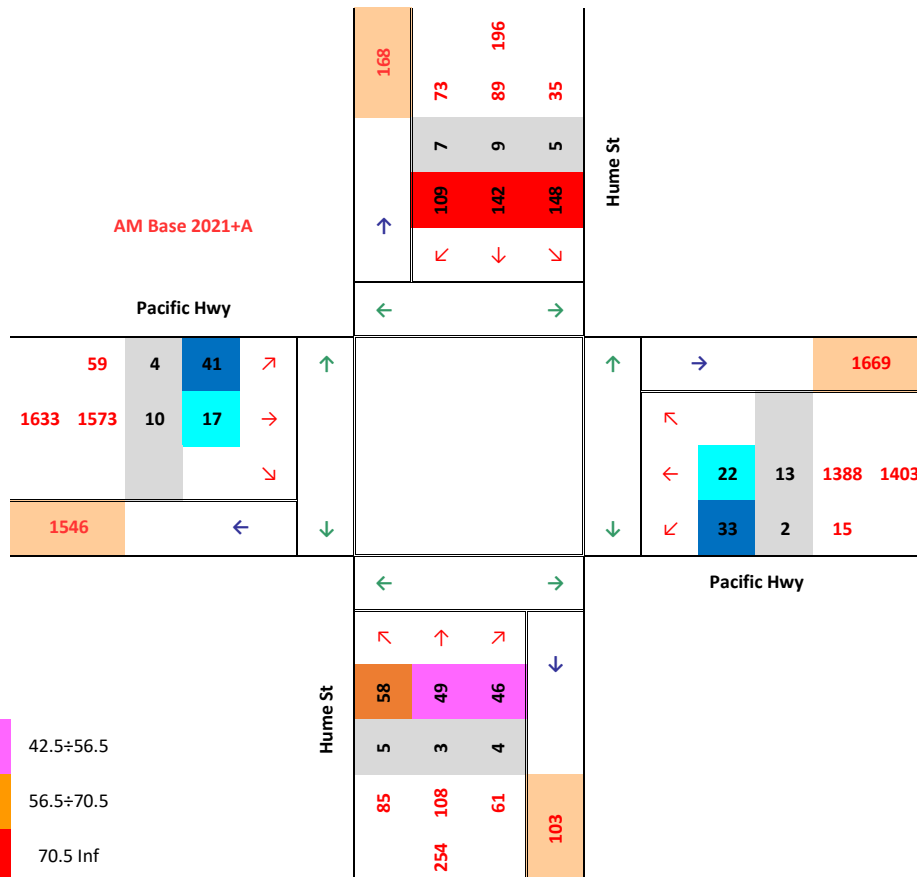 196
168
73 89 35
7 9 5
Hume St
109 142 148
AM Base 2021+A
↑
↙ ↓ ↘
Pacific Hwy
← →
59 4 41 ↗ ↑ ↑ → 1669
1633 1573 10 17 → ↖
↘ ← 22 13 1388 1403
1546 ← ↓ ↓ ↙ 33 2 15
← → Pacific Hwy
↖ ↑ ↗
↓
58 49 46
Hume St
42.5÷56.5
5 3 4
56.5÷70.5
85 108 61
103
254
70.5 Inf